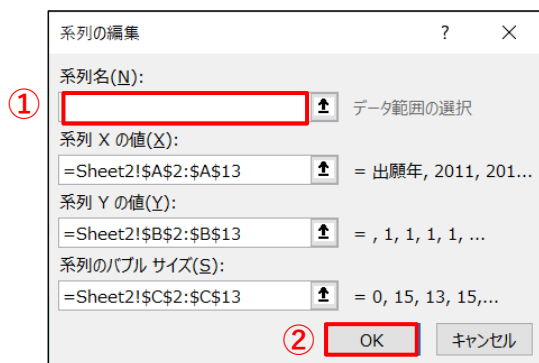 系列の編集 ? ×
系列名(N):
① データ範囲の選択
系列 X の値(X):
=Sheet2!$A$2:$A$13 = 出願年, 2011, 201...
系列 Y の値(Y):
=Sheet2!$B$2:$B$13 = , 1, 1, 1, 1, ...
系列のバブル サイズ(S):
=Sheet2!$C$2:$C$13 = 0, 15, 13, 15,...
② OK キャンセル